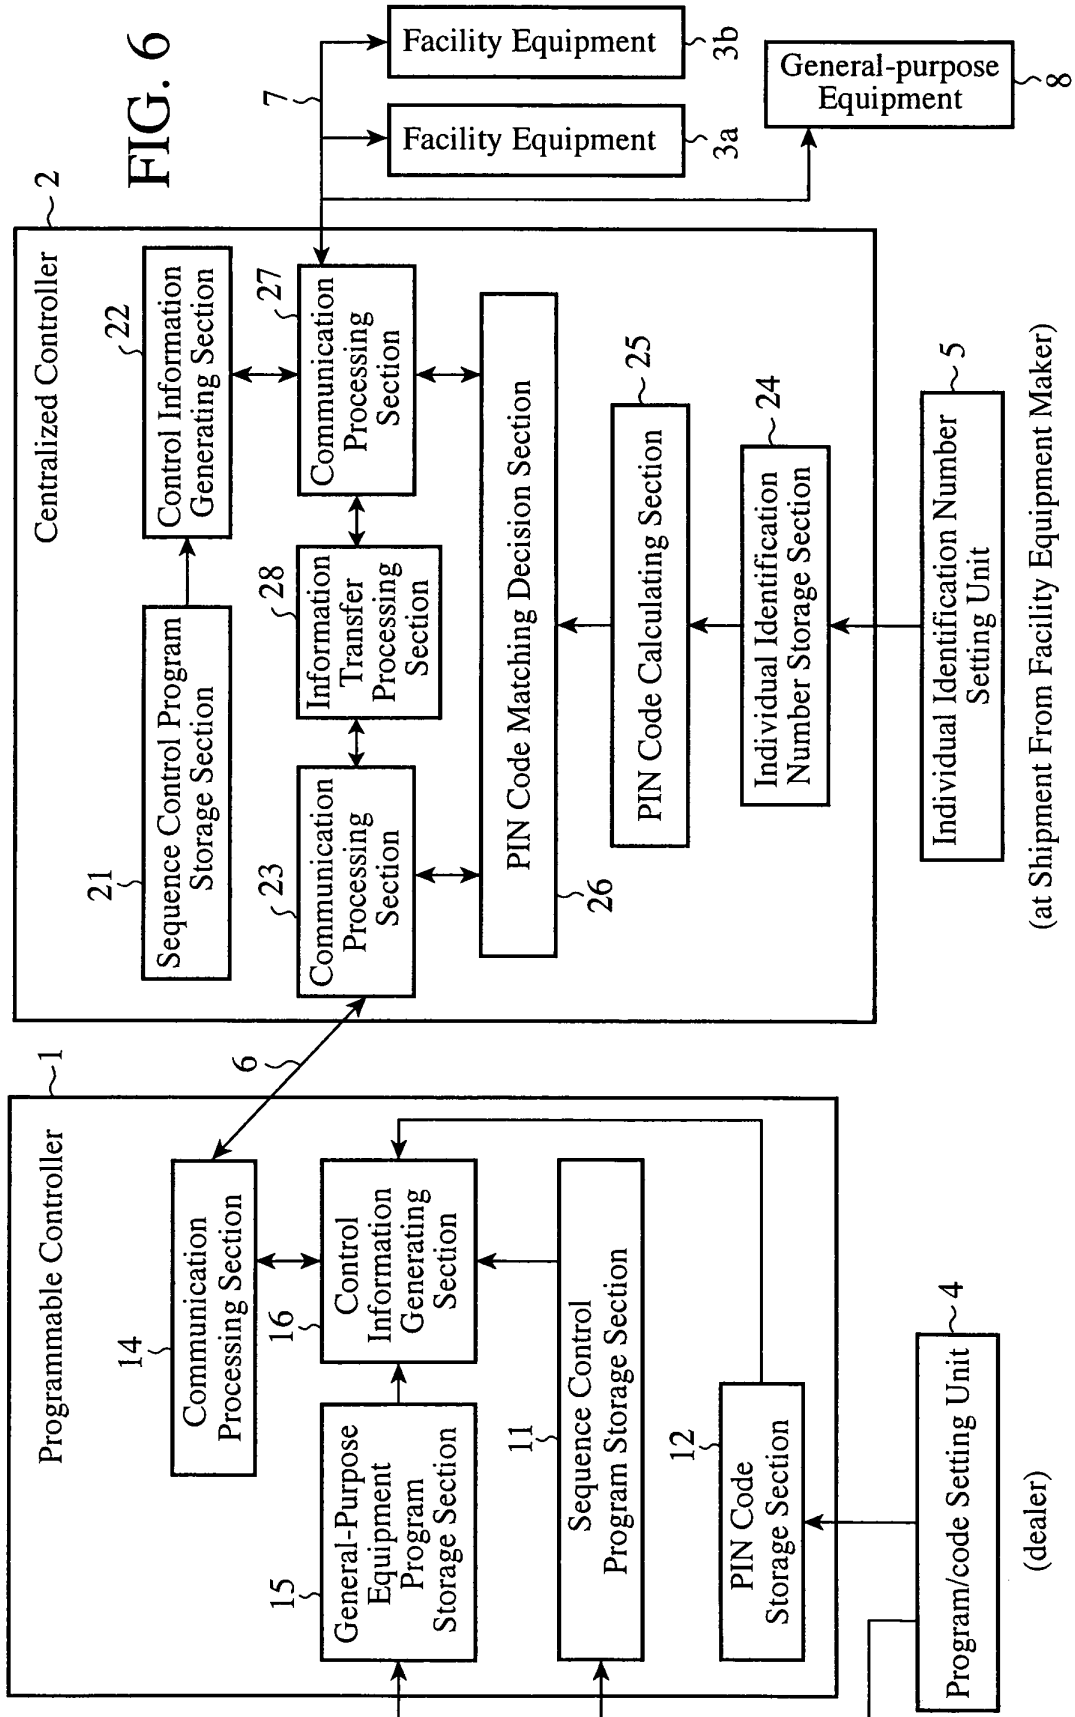 FIG. 6
Programmable Controller
1
14
Communication
Processing Section
6
15
General-Purpose
Equipment
Program
Storage Section
16
Control
Information
Generating
Section
11
Sequence Control
Program Storage Section
12
PIN Code
Storage Section
4
Program/code Setting Unit
(dealer)
Centralized Controller
2
21
Sequence Control Program
Storage Section
22
Control Information
Generating Section
23
Communication
Processing
Section
28
Information
Transfer
Processing
Section
27
Communication
Processing
Section
26
PIN Code Matching Decision Section
25
PIN Code Calculating Section
24
Individual Identification
Number Storage Section
5
Individual Identification Number
Setting Unit
(at Shipment From Facility Equipment Maker)
7
Facility Equipment
3b
Facility Equipment
3a
General-purpose
Equipment
8